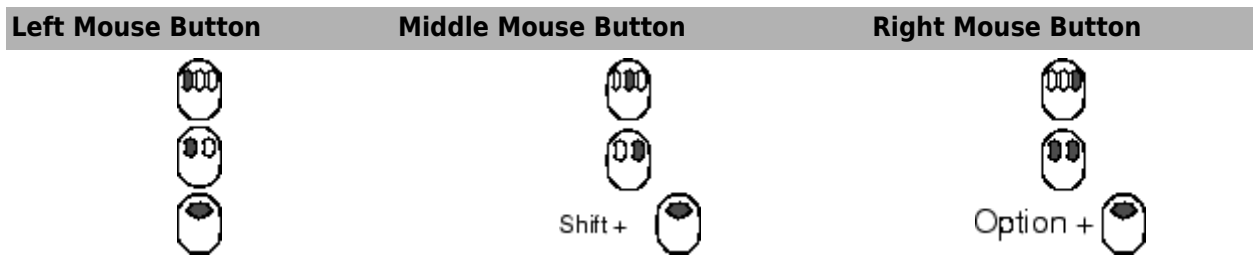 Left Mouse Button Middle Mouse Button Right Mouse Button
Shift + Option +